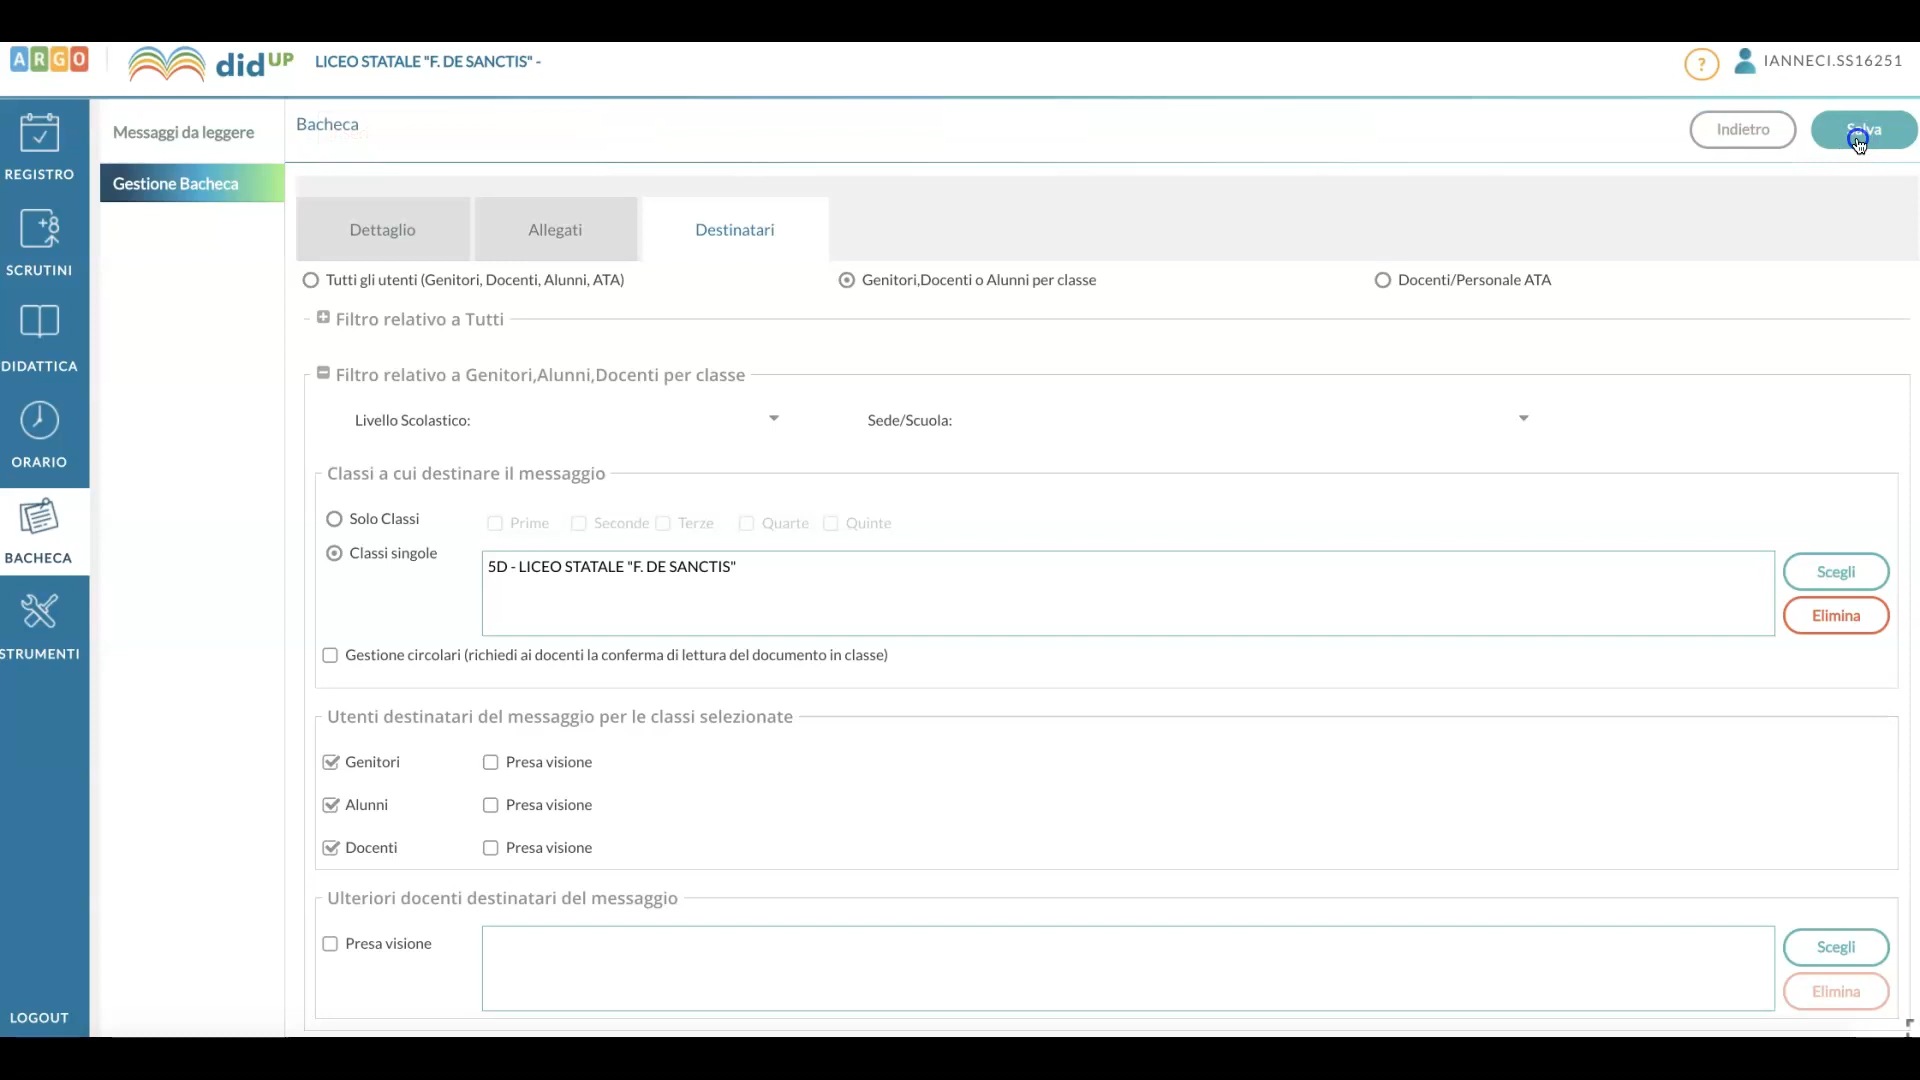 ARGO
didUP
LICEO STATALE "F. DE SANCTIS" -
?
IANNECI.SS16251
REGISTRO
SCRUTINI
DIDATTICA
ORARIO
BACHECA
STRUMENTI
LOGOUT
Messaggi da leggere
Gestione Bacheca
Bacheca
Indietro
Salva
Dettaglio
Allegati
Destinatari
Tutti gli utenti (Genitori, Docenti, Alunni, ATA)
Genitori,Docenti o Alunni per classe
Docenti/Personale ATA
Filtro relativo a Tutti
Filtro relativo a Genitori,Alunni,Docenti per classe
Livello Scolastico:
Sede/Scuola:
Classi a cui destinare il messaggio
Solo Classi
Prime
Seconde
Terze
Quarte
Quinte
Classi singole
5D - LICEO STATALE "F. DE SANCTIS"
Scegli
Elimina
Gestione circolari (richiedi ai docenti la conferma di lettura del documento in classe)
Utenti destinatari del messaggio per le classi selezionate
Genitori
Presa visione
Alunni
Presa visione
Docenti
Presa visione
Ulteriori docenti destinatari del messaggio
Presa visione
Scegli
Elimina